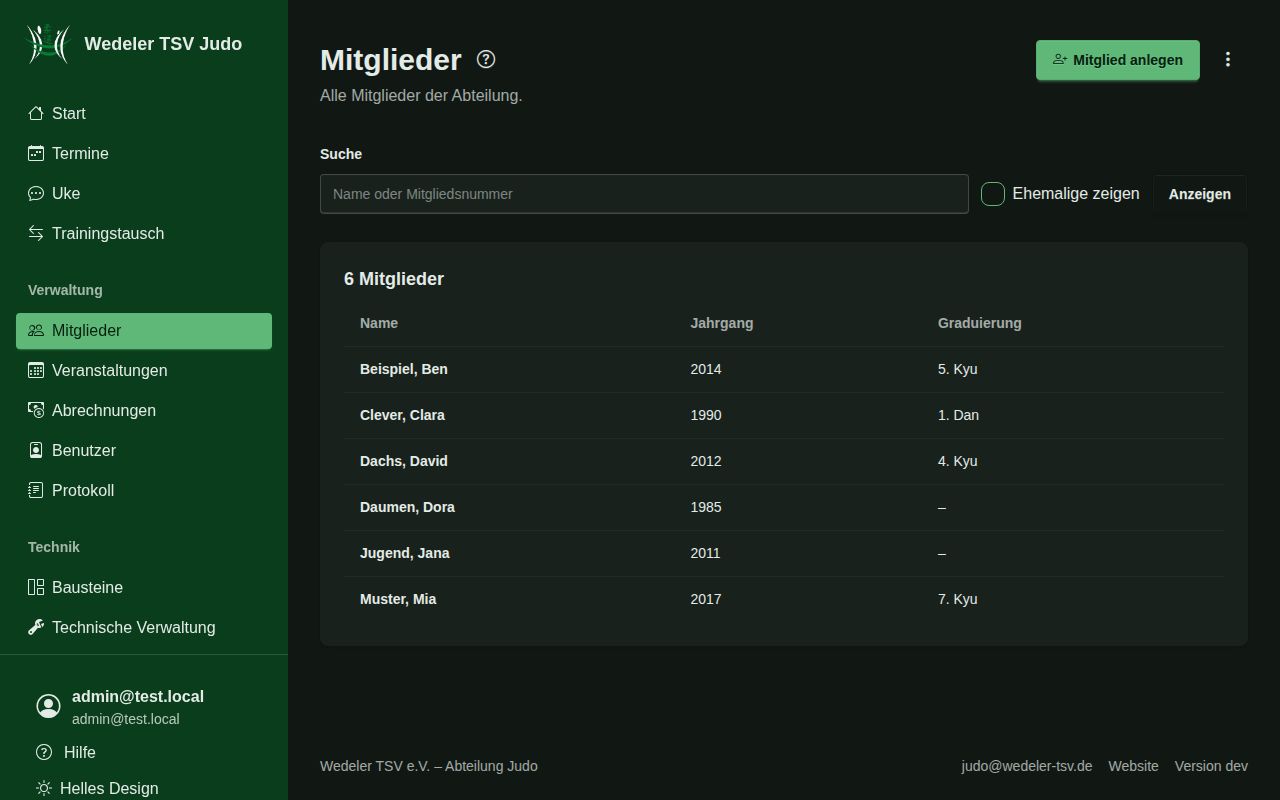 Wedeler TSV Judo
Start
Termine
Uke
Trainingstausch
Verwaltung
Mitglieder
Veranstaltungen
Abrechnungen
Benutzer
Protokoll
Technik
Bausteine
Technische Verwaltung
admin@test.local
admin@test.local
Hilfe
Helles Design
Mitglieder
Mitglied anlegen
Alle Mitglieder der Abteilung.
Suche
Name oder Mitgliedsnummer
Ehemalige zeigen
Anzeigen
6 Mitglieder
Name Jahrgang Graduierung
Beispiel, Ben 2014 5. Kyu
Clever, Clara 1990 1. Dan
Dachs, David 2012 4. Kyu
Daumen, Dora 1985 –
Jugend, Jana 2011 –
Muster, Mia 2017 7. Kyu
Wedeler TSV e.V. – Abteilung Judo
judo@wedeler-tsv.de Website Version dev